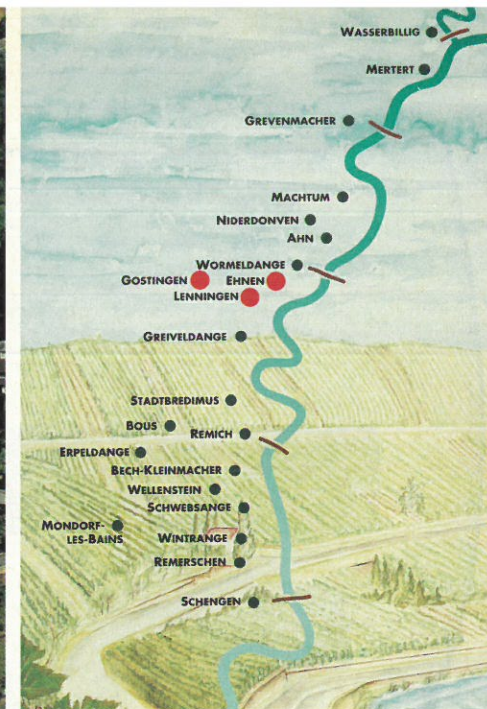 WASSERBILLIG
MERTERT
GREVENMACHER
MACHTUM
NIDERDONVEN
AHN
WORMELDANGE
GOSTINGEN
EHNEN
LENNINGEN
GREIVELDANGE
STADTBREDIMUS
BOUS
REMICH
ERPELDANGE
BECH-KLEINMACHER
WELLENSTEIN
SCHWEBSANGE
MONDORF-
LES-BAINS
WINTRANGE
REMERSCHEN
SCHENGEN